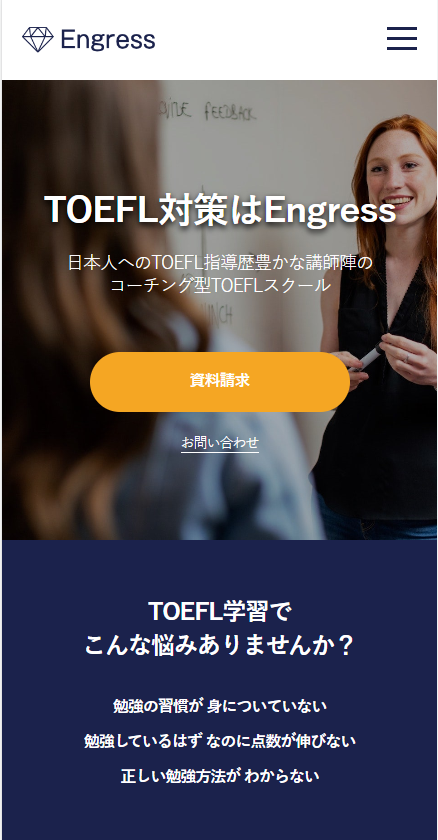 Engress
TOEFL対策はEngress
日本人へのTOEFL指導歴豊かな講師陣の
コーチング型TOEFLスクール
資料請求
お問い合わせ
TOEFL学習で
こんな悩みありませんか？
勉強の習慣が 身についていない
勉強しているはず なのに点数が伸びない
正しい勉強方法が わからない